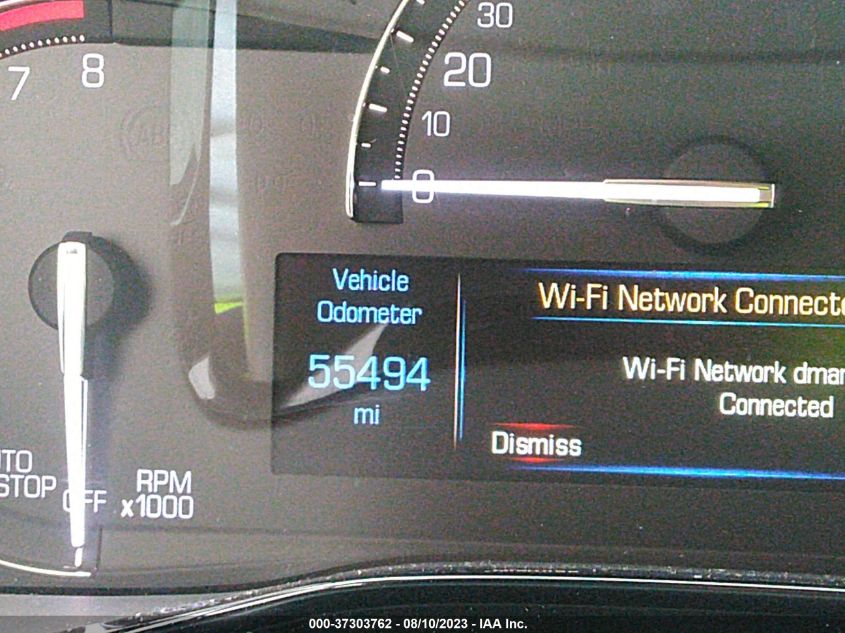 30
7
8
20
10
0
Vehicle
Odometer
55494
mi
Wi-Fi Network Connecte
Wi-Fi Network dmar
Connected
Dismiss
STOP
OFF
RPM
x1000
000-37303762 - 08/10/2023 - IAA Inc.